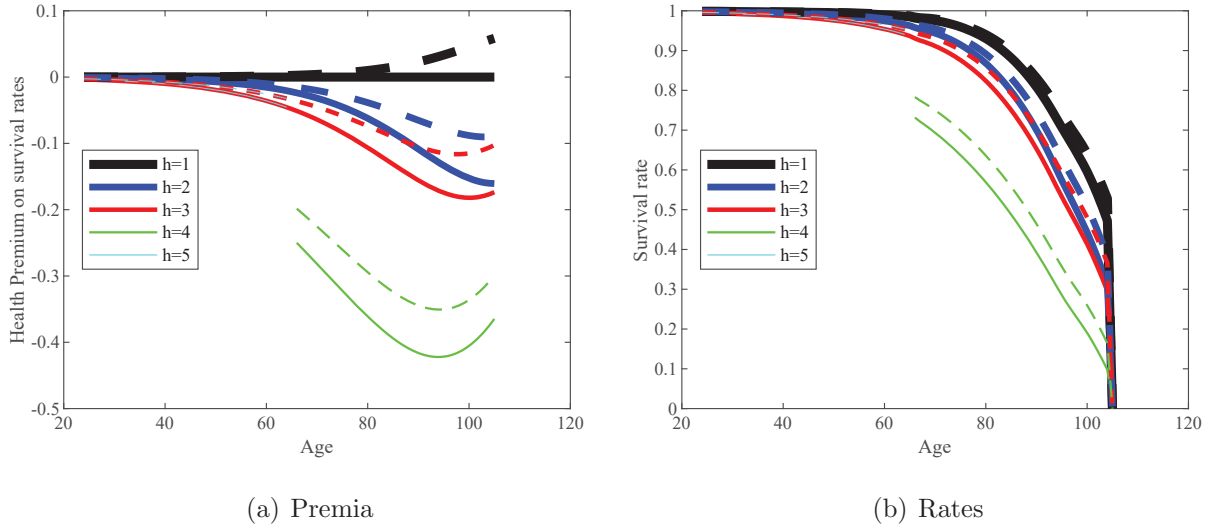 0.1
0
-0.1
-0.2
-0.3
-0.4
-0.5
Health Premium on survival rates
h=1
h=2
h=3
h=4
h=5
20
40
60
80
100
120
Age
(a) Premia
1
0.9
0.8
0.7
0.6
0.5
0.4
0.3
0.2
0.1
0
Survival rate
h=1
h=2
h=3
h=4
h=5
20
40
60
80
100
120
Age
(b) Rates